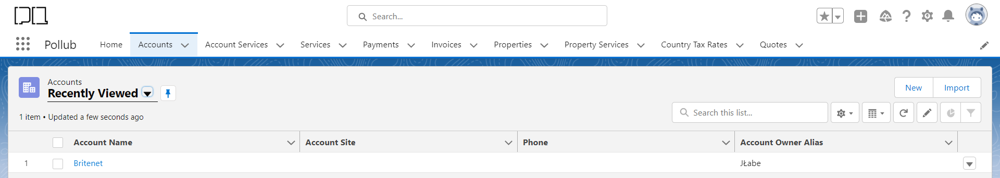 Search...
Pollub
Home
Accounts
Account Services
Services
Payments
Invoices
Properties
Property Services
Country Tax Rates
Quotes
Accounts
Recently Viewed
New
Import
1 item • Updated a few seconds ago
Search this list...
Account Name
Account Site
Phone
Account Owner Alias
1
Britenet
JŁabe